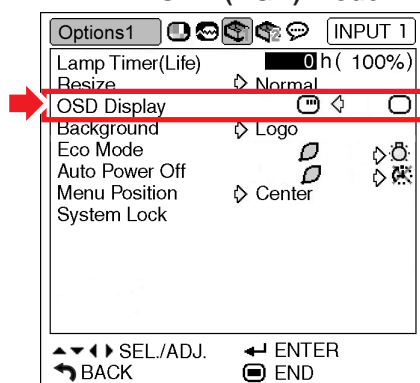 Options1 INPUT 1
Lamp Timer(Life) 0 h ( 100%)
Resize Normal
OSD Display
Background Logo
Eco Mode
Auto Power Off
Menu Position Center
System Lock
SEL./ADJ. ENTER
BACK END